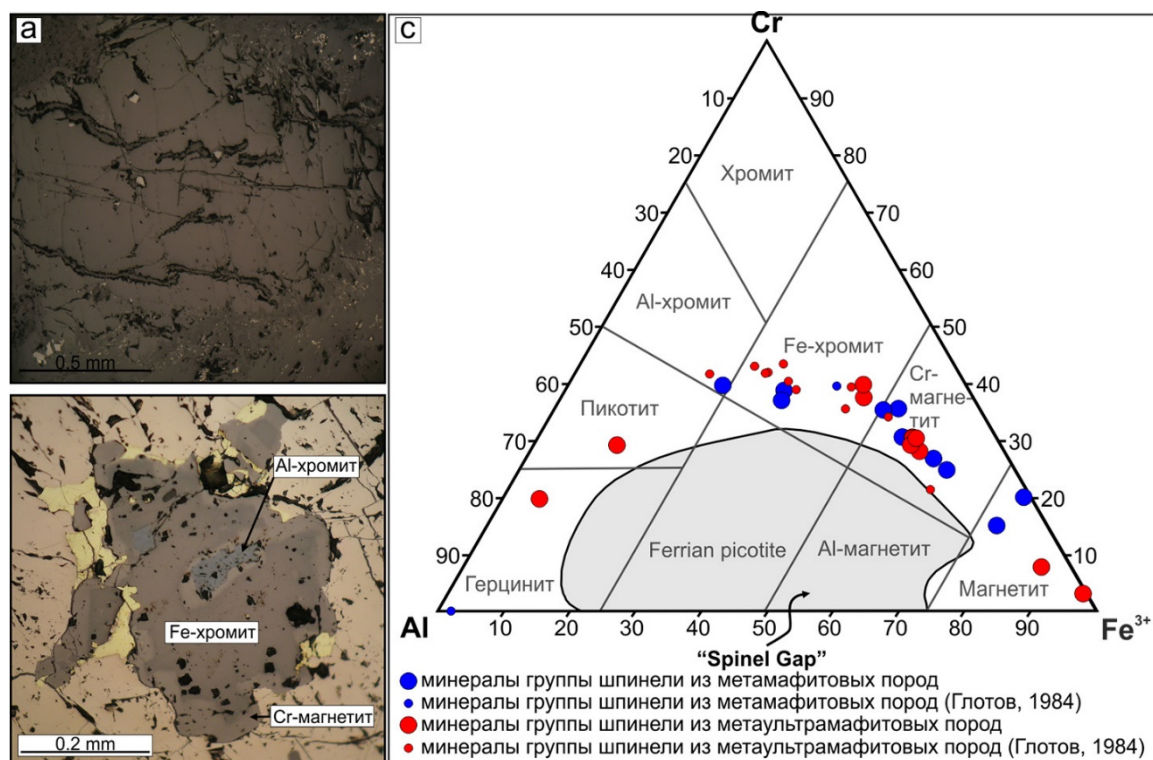 a
0.5 mm
Al-хромит
Fe-хромит
Cr-магнетит
0.2 mm
c
Cr
10
90
20
80
Хромит
30
70
40
60
Al-хромит
50
50
Fe-хромит
60
40
Cr-
магне-
тит
Пикотит
70
30
80
20
Ferrian picotite
Al-магнетит
90
10
Герцинит
Магнетит
Al
10
20
30
40
50
60
70
80
90
Fe³⁺
“Spinel Gap”
минералы группы шпинели из метамафитовых пород
минералы группы шпинели из метамафитовых пород (Глотов, 1984)
минералы группы шпинели из метаультрамафитовых пород
минералы группы шпинели из метаультрамафитовых пород (Глотов, 1984)